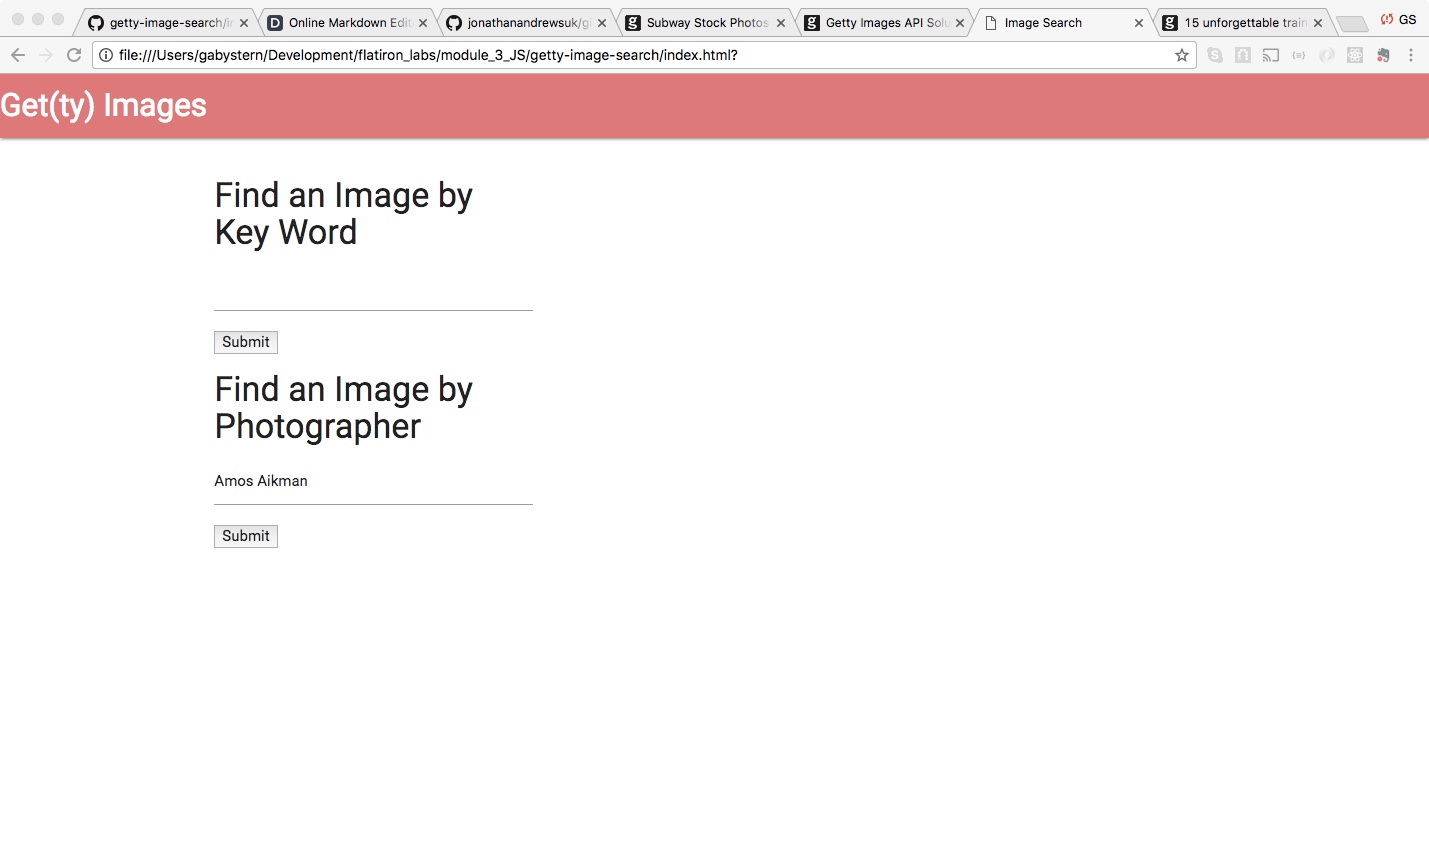 getty-image-search/in
Online Markdown Edit
jonathanandrewsuk/gi
Subway Stock Photos
Getty Images API Solu
Image Search
15 unforgettable train
GS
file:///Users/gabystern/Development/flatiron_labs/module_3_JS/getty-image-search/index.html?
Get(ty) Images
Find an Image by
Key Word
Submit
Find an Image by
Photographer
Amos Aikman
Submit